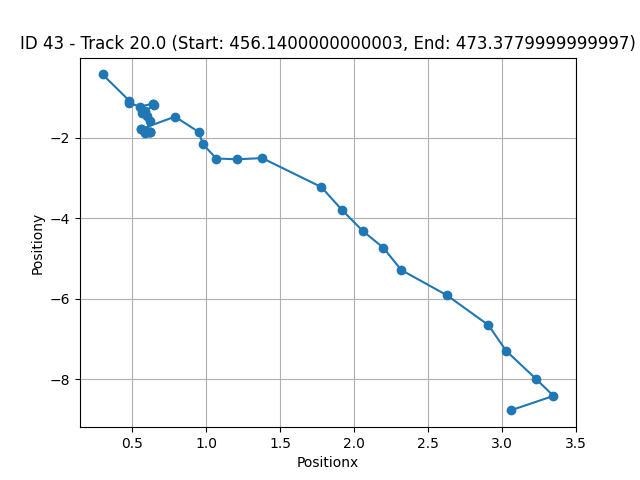 ID 43 - Track 20.0 (Start: 456.1400000000003, End: 473.3779999999997)
Positiony
−2
−4
−6
−8
0.5 1.0 1.5 2.0 2.5 3.0 3.5
Positionx